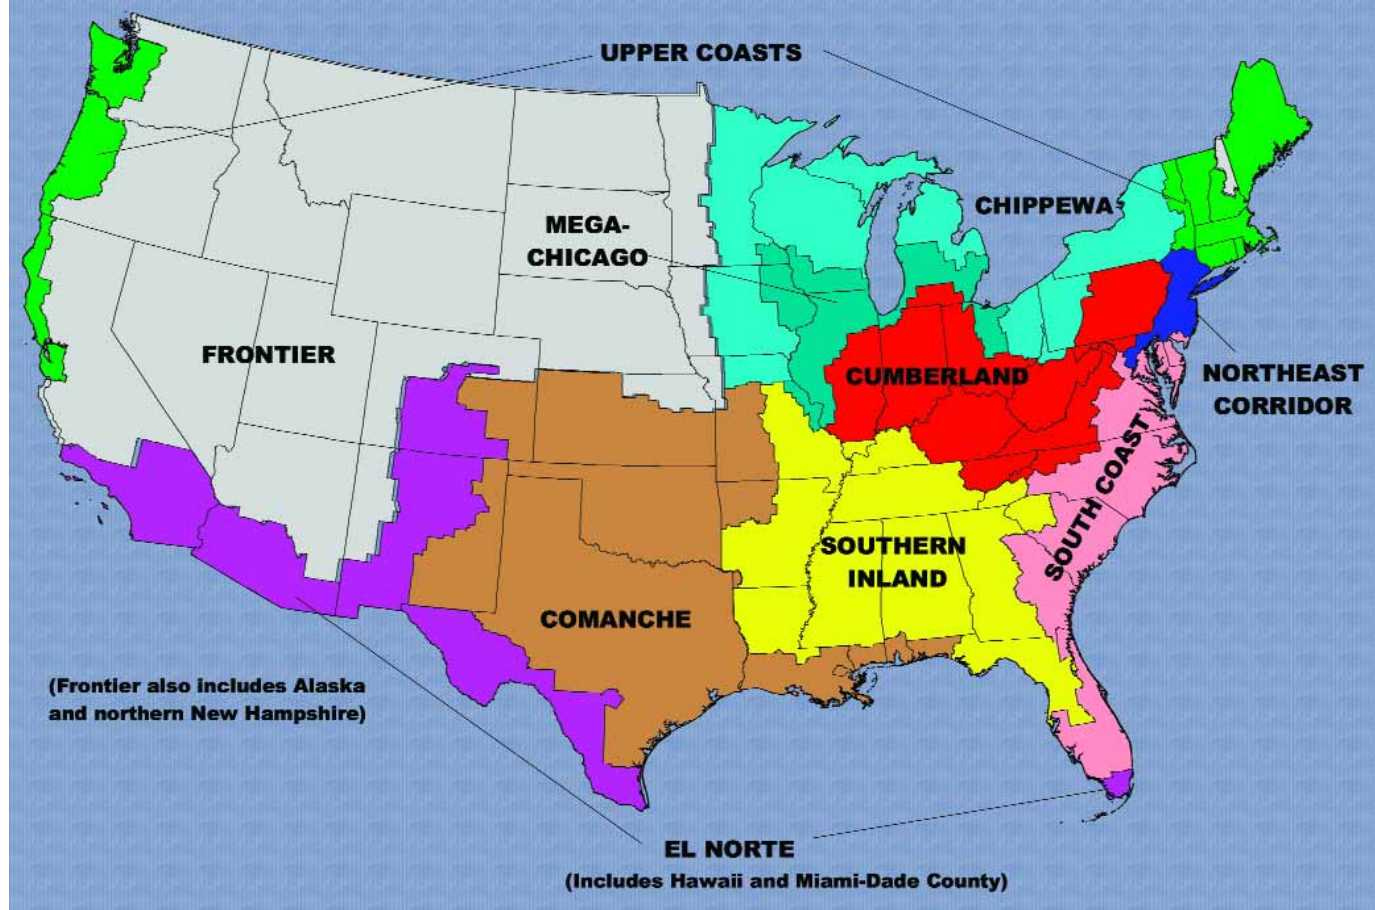 UPPER COASTS
CHIPPEWA
MEGA-
CHICAGO
FRONTIER
CUMBERLAND
NORTHEAST
CORRIDOR
SOUTH COAST
SOUTHERN
INLAND
COMANCHE
(Frontier also includes Alaska
and northern New Hampshire)
EL NORTE
(Includes Hawaii and Miami-Dade County)